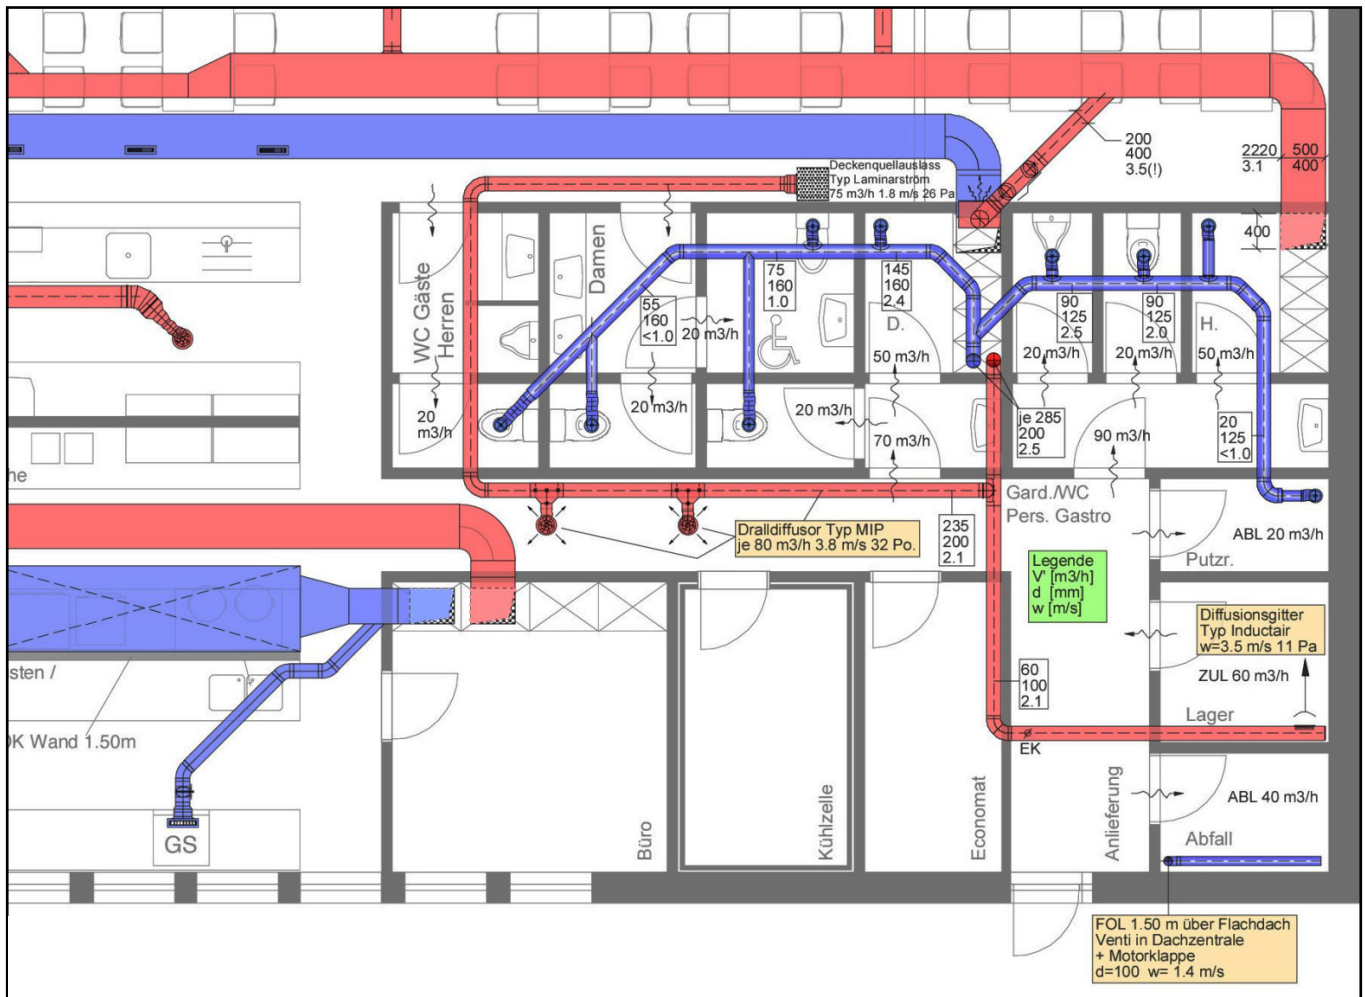 200
400
3.5(!)
2220 500
3.1 400
400
Deckenquellauslass
Typ Laminarström
75 m3/h 1.8 m/s 26 Pa
WC Gäste
Herren
Damen
55
160
<1.0
20 m3/h
75
160
1.0
145
160
2.4
D.
50 m3/h
90
125
2.5
90
125
2.0
H.
20 m3/h
20 m3/h
50 m3/h
20
m3/h
20 m3/h
20 m3/h
70 m3/h
je 285
200
2.5
90 m3/h
20
125
<1.0
he
Gard./WC
Pers. Gastro
Dralldiffusor Typ MIP
je 80 m3/h 3.8 m/s 32 Po.
235
200
2.1
ABL 20 m3/h
Putzr.
Legende
V' [m3/h]
d [mm]
w [m/s]
Diffusionsgitter
Typ Inductair
w=3.5 m/s 11 Pa
ZUL 60 m3/h
Lager
60
100
2.1
EK
sten /
OK Wand 1.50m
GS
Büro
Kühlzelle
Economat
Anlieferung
ABL 40 m3/h
Abfall
FOL 1.50 m über Flachdach
Venti in Dachzentrale
+ Motorklappe
d=100 w= 1.4 m/s